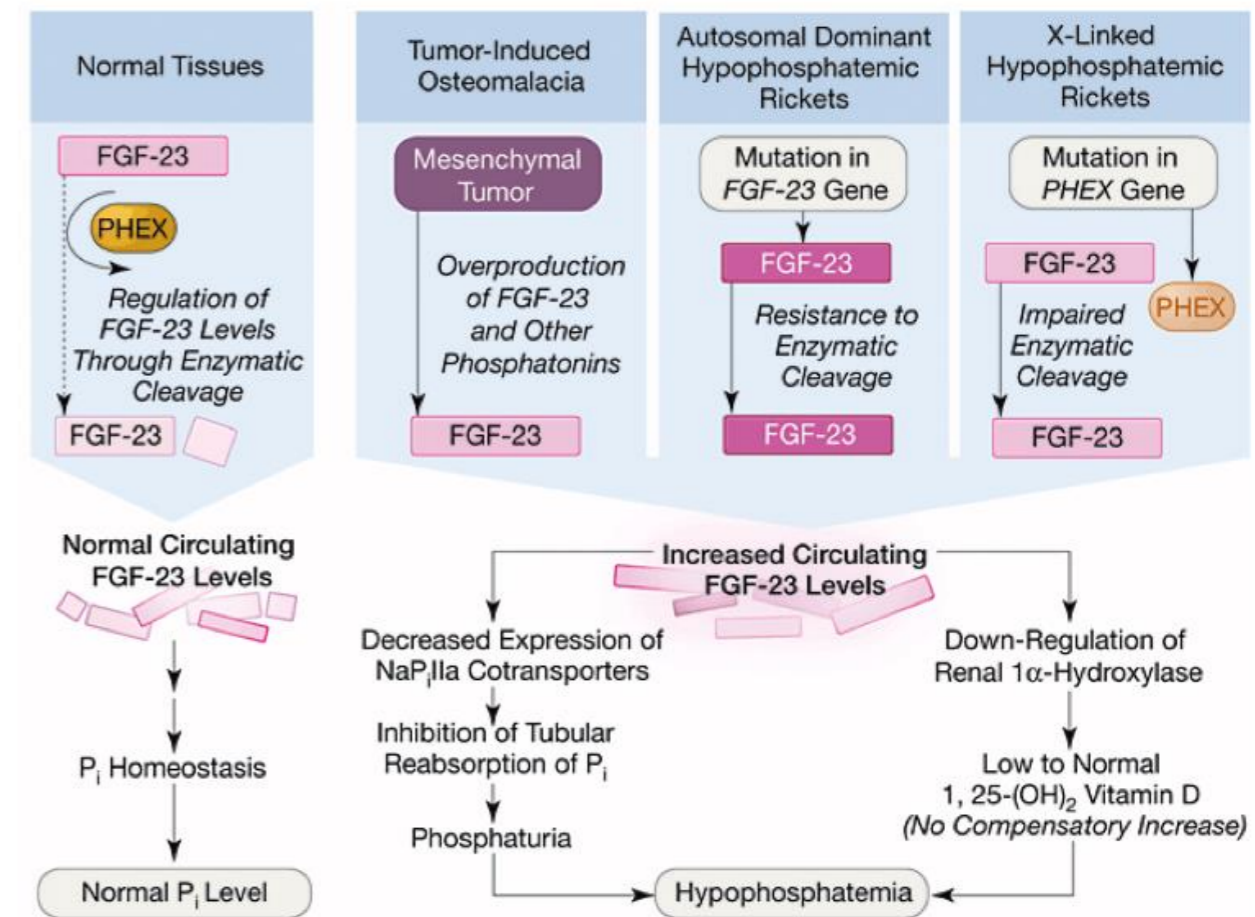 Normal Tissues
FGF-23
PHEX
Regulation of
FGF-23 Levels
Through Enzymatic
Cleavage
FGF-23
Normal Circulating
FGF-23 Levels
Pi Homeostasis
Normal Pi Level
Tumor-Induced
Osteomalacia
Mesenchymal
Tumor
Overproduction
of FGF-23
and Other
Phosphatonins
FGF-23
Autosomal Dominant
Hypophosphatemic
Rickets
Mutation in
FGF-23 Gene
FGF-23
Resistance to
Enzymatic
Cleavage
FGF-23
X-Linked
Hypophosphatemic
Rickets
Mutation in
PHEX Gene
FGF-23
PHEX
Impaired
Enzymatic
Cleavage
FGF-23
Increased Circulating
FGF-23 Levels
Decreased Expression of
NaPiIIa Cotransporters
Inhibition of Tubular
Reabsorption of Pi
Phosphaturia
Down-Regulation of
Renal 1α-Hydroxylase
Low to Normal
1, 25-(OH)2 Vitamin D
(No Compensatory Increase)
Hypophosphatemia